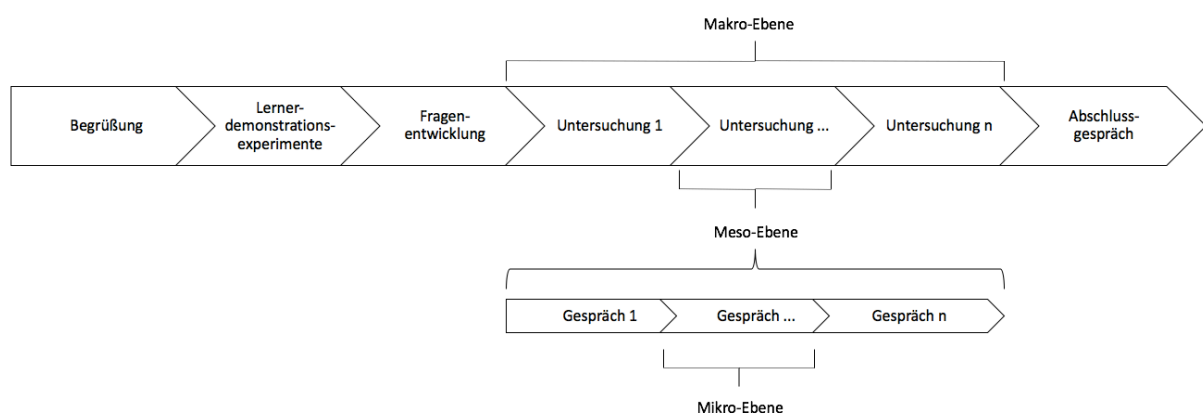 Makro-Ebene
Begrüßung
Lerner-
demonstrations-
experimente
Fragen-
entwicklung
Untersuchung 1
Untersuchung ...
Untersuchung n
Abschluss-
gespräch
Meso-Ebene
Gespräch 1
Gespräch ...
Gespräch n
Mikro-Ebene